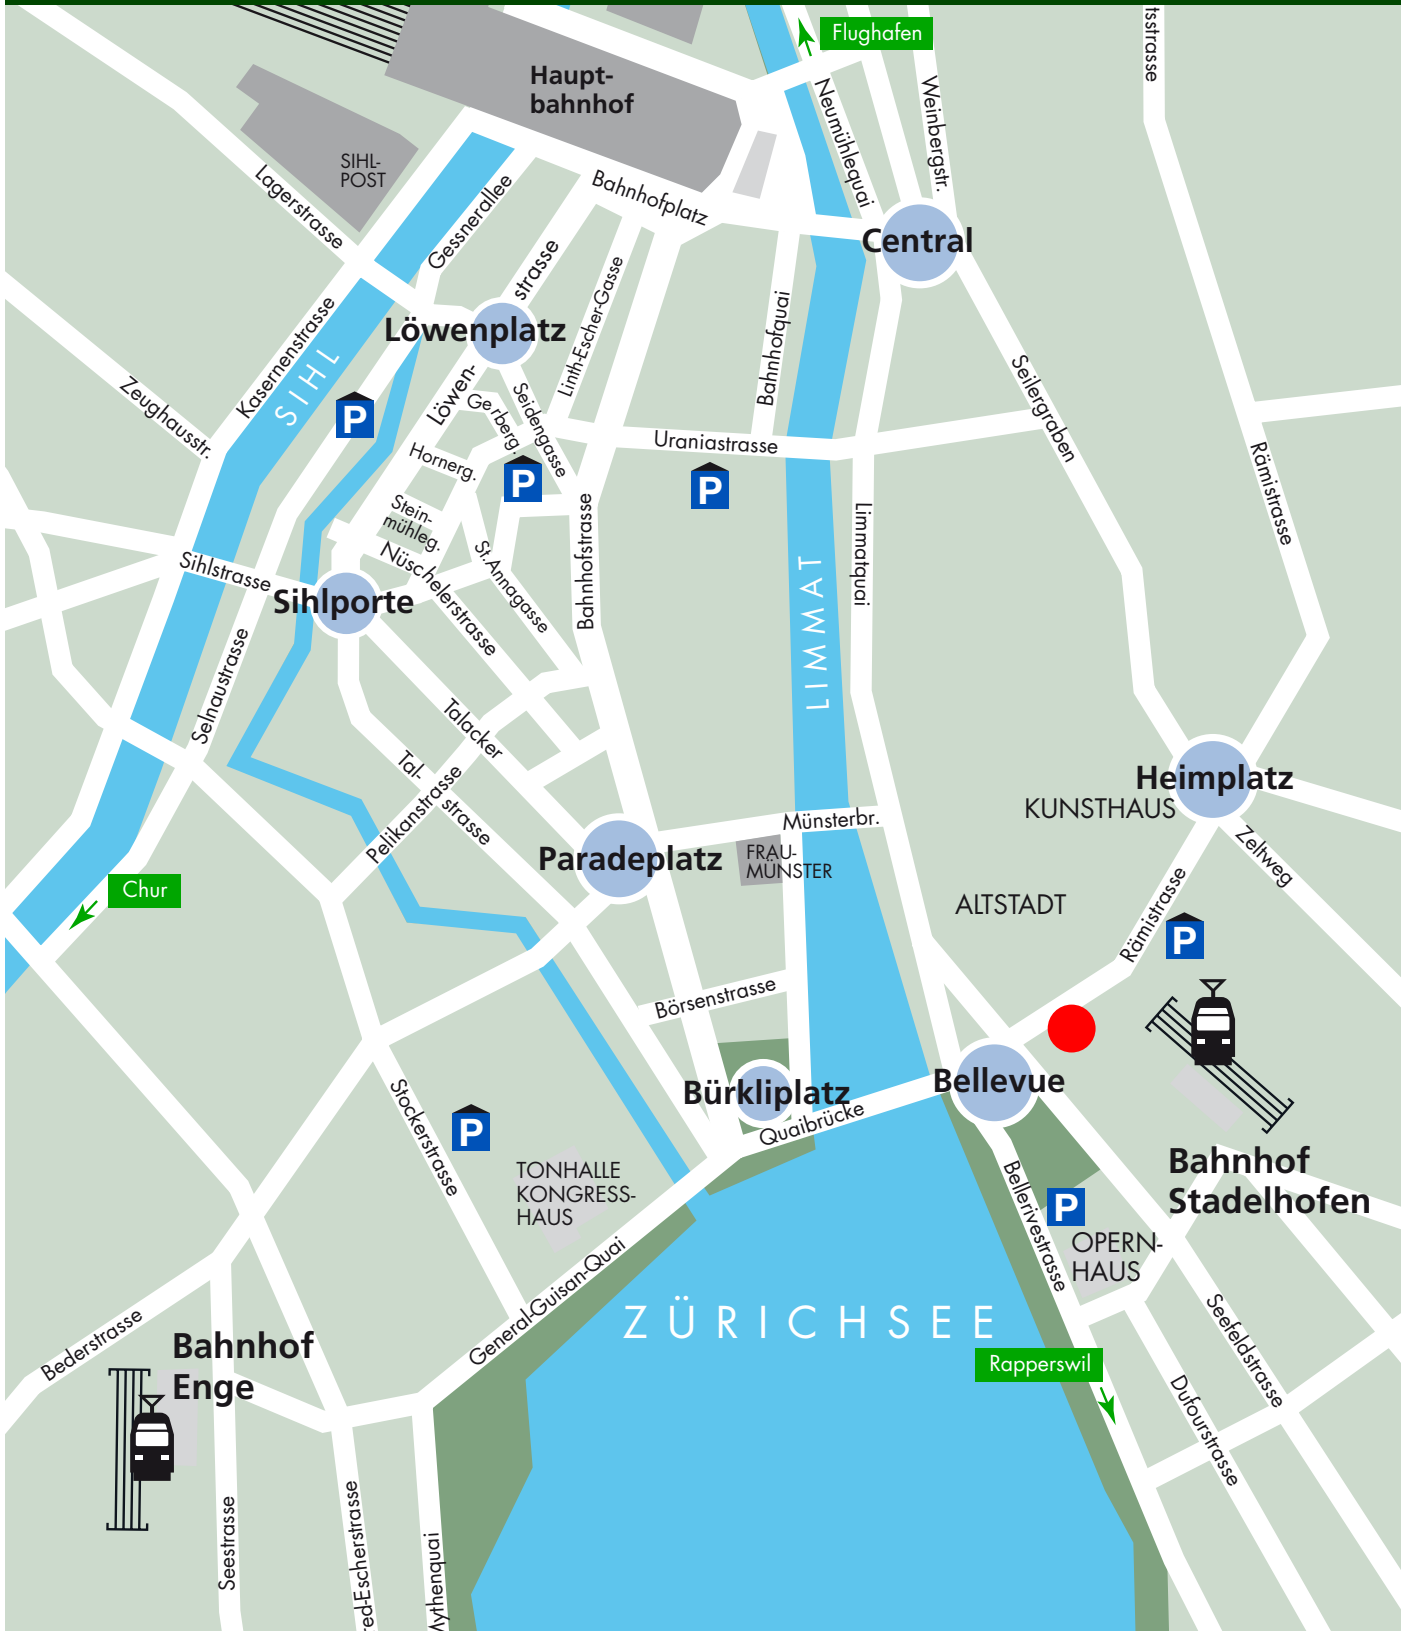 Flughafen
tsstrasse
Haupt-
bahnhof
Neumühlequai
Weinbergstr.
SIHL-
POST
Lagerstrasse
Gessnerallee
Bahnhofplatz
Central
strasse
Linth-Escher-Gasse
Löwenplatz
Bahnhofquai
Kasernenstrasse
SIHL
Zeughausstr.
P
Löwen-
Gerberg.
Seidengasse
Seilergraben
Uraniastrasse
Hornerg.
P
P
Rämistrasse
Stein-
mühleg.
Nüschelerstrasse
St.Annagasse
Bahnhofstrasse
Limmatquai
LIMMAT
Sihlstrasse
Sihlporte
Selnaustrasse
Talacker
Tal-
strasse
Pelikanstrasse
Heimplatz
KUNSTHAUS
Münsterbr.
Paradeplatz
FRAU-
MÜNSTER
Zeltweg
Chur
ALTSTADT
Rämistrasse
P
Börsenstrasse
Bürkliplatz
Bellevue
Quaibrücke
Stockerstrasse
P
TONHALLE
KONGRESS-
HAUS
Bahnhof
Stadelhofen
Bellerivestrasse
P
OPERN-
HAUS
General-Guisan-Quai
ZÜRICHSEE
Seefeldstrasse
Bederstrasse
Bahnhof
Enge
Rapperswil
Dufourstrasse
Seestrasse
red-Escherstrasse
Mythenquai